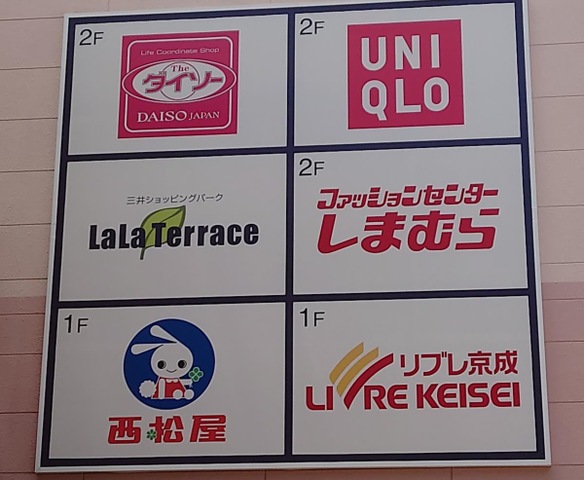 2F
Life Coordinate Shop
The
ダイソー
DAISO JAPAN
2F
UNI
QLO
三井ショッピングパーク
LaLa Terrace
2F
ファッションセンター
しまむら
1F
西松屋
1F
リブレ京成
LIVRE KEISEI